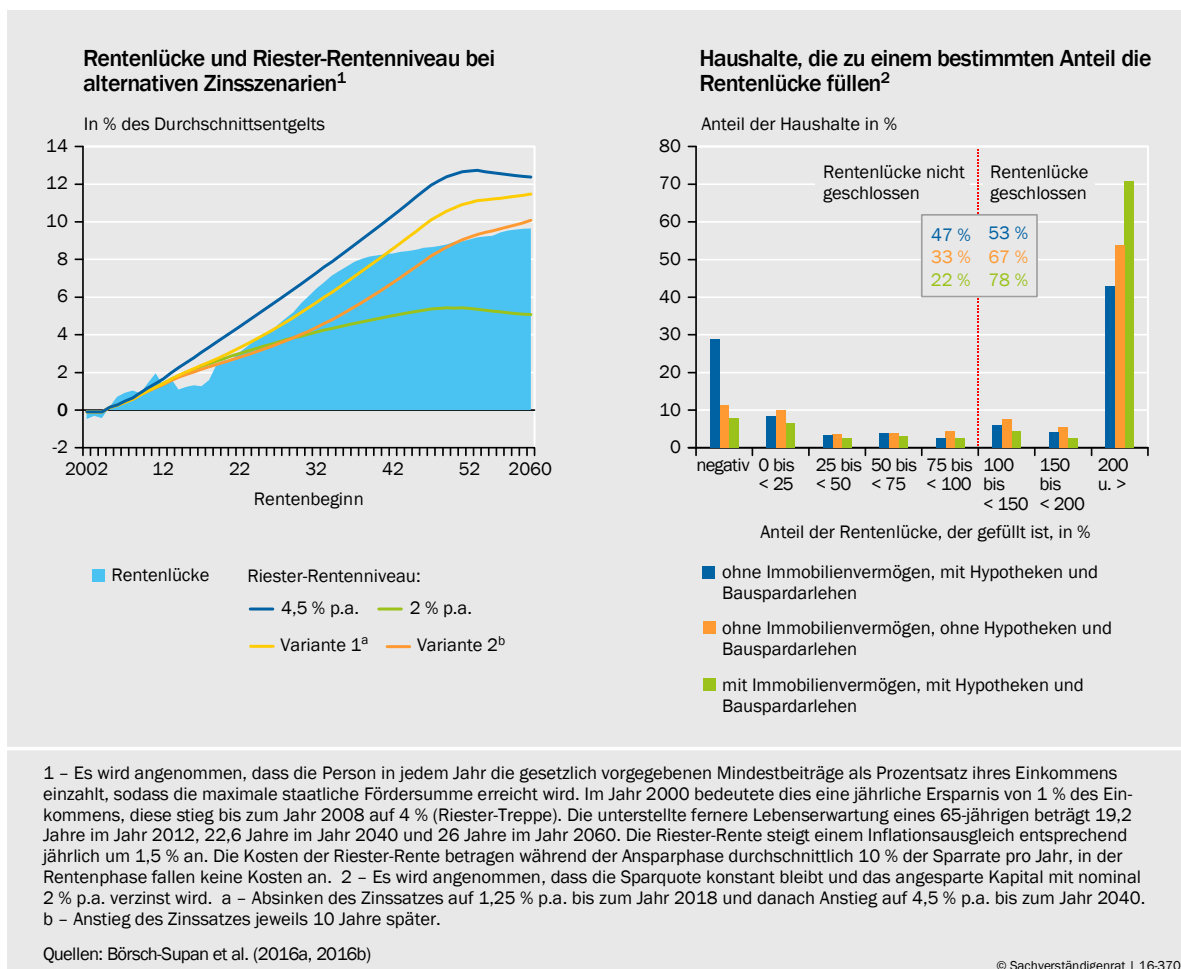 Rentenlücke und Riester-Rentenniveau bei
alternativen Zinsszenarien1
In % des Durchschnittsentgelts
14
12
10
8
6
4
2
0
-2
2002 12 22 32 42 52 2060
Rentenbeginn
Rentenlücke
Riester-Rentenniveau:
4,5 % p.a. 2 % p.a.
Variante 1a Variante 2b
Haushalte, die zu einem bestimmten Anteil die
Rentenlücke füllen2
Anteil der Haushalte in %
80
70
60
50
40
30
20
10
0
Rentenlücke nicht
geschlossen
Rentenlücke
geschlossen
47 % 53 %
33 % 67 %
22 % 78 %
negativ
0 bis
< 25
25 bis
< 50
50 bis
< 75
75 bis
< 100
100
bis
< 150
150
bis
< 200
200
u. >
Anteil der Rentenlücke, der gefüllt ist, in %
ohne Immobilienvermögen, mit Hypotheken und
Bauspardarlehen
ohne Immobilienvermögen, ohne Hypotheken und
Bauspardarlehen
mit Immobilienvermögen, mit Hypotheken und
Bauspardarlehen
1 – Es wird angenommen, dass die Person in jedem Jahr die gesetzlich vorgegebenen Mindestbeiträge als Prozentsatz ihres Einkommens
einzahlt, sodass die maximale staatliche Fördersumme erreicht wird. Im Jahr 2000 bedeutete dies eine jährliche Ersparnis von 1 % des Ein-
kommens, diese stieg bis zum Jahr 2008 auf 4 % (Riester-Treppe). Die unterstellte fernere Lebenserwartung eines 65-jährigen beträgt 19,2
Jahre im Jahr 2012, 22,6 Jahre im Jahr 2040 und 26 Jahre im Jahr 2060. Die Riester-Rente steigt einem Inflationsausgleich entsprechend
jährlich um 1,5 % an. Die Kosten der Riester-Rente betragen während der Ansparphase durchschnittlich 10 % der Sparrate pro Jahr, in der
Rentenphase fallen keine Kosten an. 2 – Es wird angenommen, dass die Sparquote konstant bleibt und das angesparte Kapital mit nominal
2 % p.a. verzinst wird. a – Absinken des Zinssatzes auf 1,25 % p.a. bis zum Jahr 2018 und danach Anstieg auf 4,5 % p.a. bis zum Jahr 2040.
b – Anstieg des Zinssatzes jeweils 10 Jahre später.
Quellen: Börsch-Supan et al. (2016a, 2016b)
© Sachverständigenrat | 16-370